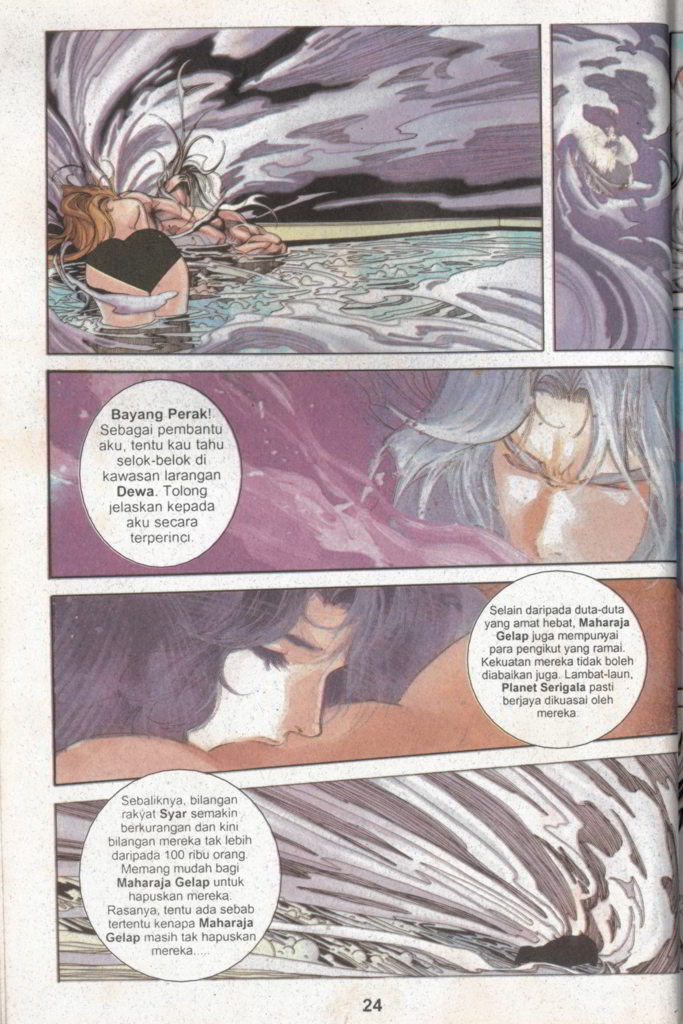 Bayang Perak!
Sebagai pembantu
aku, tentu kau tahu
selok-belok di
kawasan larangan
Dewa. Tolong
jelaskan kepada
aku secara
terperinci.
Selain daripada duta-duta
yang amat hebat, Maharaja
Gelap juga mempunyai
para pengikut yang ramai.
Kekuatan mereka tidak boleh
diabaikan juga. Lambat-laun,
Planet Serigala pasti
berjaya dikuasai oleh
mereka.
Sebaliknya, bilangan
rakyat Syar semakin
berkurangan dan kini
bilangan mereka tak lebih
daripada 100 ribu orang.
Memang mudah bagi
Maharaja Gelap untuk
hapuskan mereka.
Rasanya, tentu ada sebab
tertentu kenapa Maharaja
Gelap masih tak hapuskan
mereka.....
24